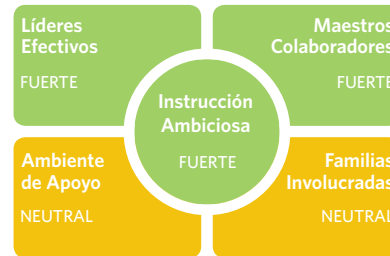 Líderes
Efectivos
FUERTE
Maestros
Colaboradores
FUERTE
Instrucción
Ambiciosa
FUERTE
Ambiente
de Apoyo
NEUTRAL
Familias
Involucradas
NEUTRAL